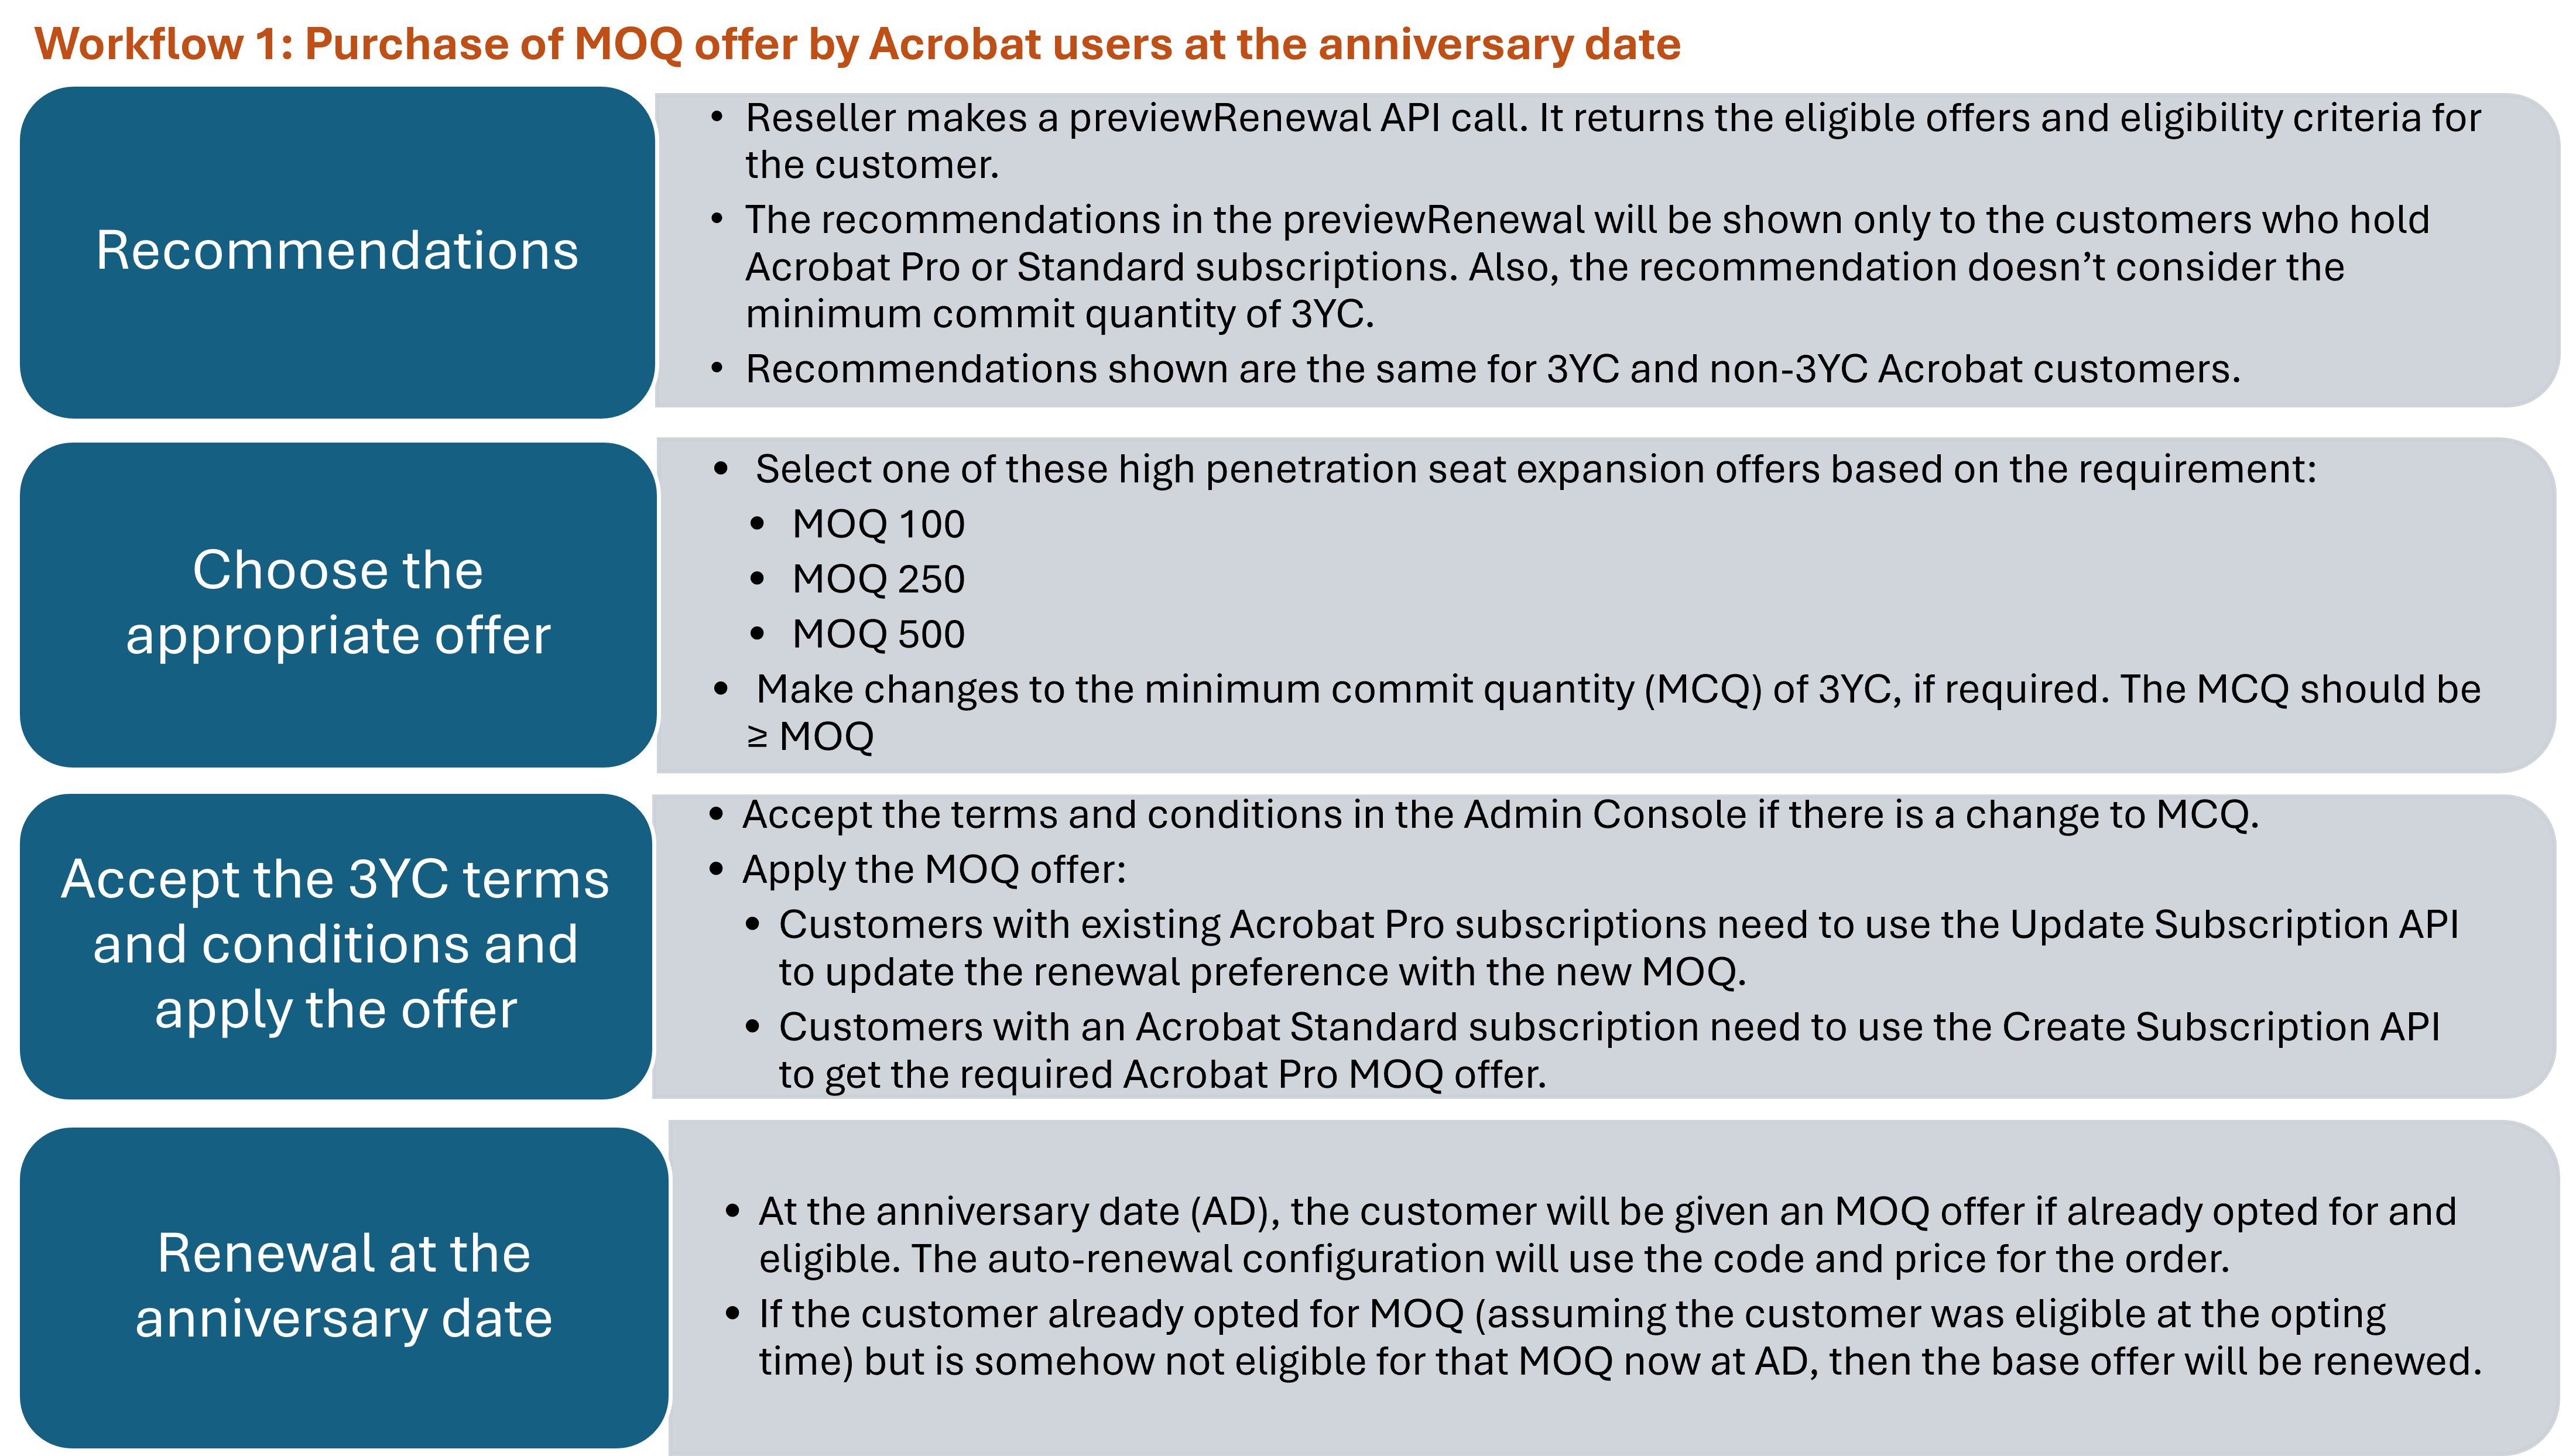 Workflow 1: Purchase of MOQ offer by Acrobat users at the anniversary date
Recommendations
• Reseller makes a previewRenewal API call. It returns the eligible offers and eligibility criteria for
the customer.
• The recommendations in the previewRenewal will be shown only to the customers who hold
Acrobat Pro or Standard subscriptions. Also, the recommendation doesn’t consider the
minimum commit quantity of 3YC.
• Recommendations shown are the same for 3YC and non-3YC Acrobat customers.
Choose the
appropriate offer
• Select one of these high penetration seat expansion offers based on the requirement:
• MOQ 100
• MOQ 250
• MOQ 500
• Make changes to the minimum commit quantity (MCQ) of 3YC, if required. The MCQ should be
≥ MOQ
Accept the 3YC terms
and conditions and
apply the offer
• Accept the terms and conditions in the Admin Console if there is a change to MCQ.
• Apply the MOQ offer:
• Customers with existing Acrobat Pro subscriptions need to use the Update Subscription API
to update the renewal preference with the new MOQ.
• Customers with an Acrobat Standard subscription need to use the Create Subscription API
to get the required Acrobat Pro MOQ offer.
Renewal at the
anniversary date
• At the anniversary date (AD), the customer will be given an MOQ offer if already opted for and
eligible. The auto-renewal configuration will use the code and price for the order.
• If the customer already opted for MOQ (assuming the customer was eligible at the opting
time) but is somehow not eligible for that MOQ now at AD, then the base offer will be renewed.